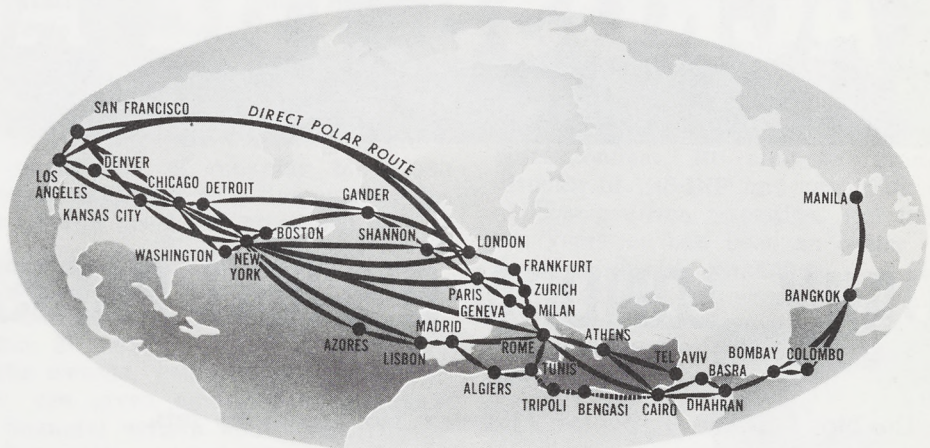 SAN FRANCISCO
DIRECT POLAR ROUTE
LOS
ANGELES
DENVER
KANSAS CITY
CHICAGO
DETROIT
WASHINGTON
NEW
YORK
BOSTON
GANDER
SHANNON
LONDON
FRANKFURT
PARIS
ZURICH
GENEVA
MILAN
AZORES
LISBON
MADRID
ROME
ATHENS
ALGIERS
TUNIS
TRIPOLI
BENGASI
CAIRO
TEL AVIV
BASRA
DHAHRAN
BOMBAY
COLOMBO
BANGKOK
MANILA